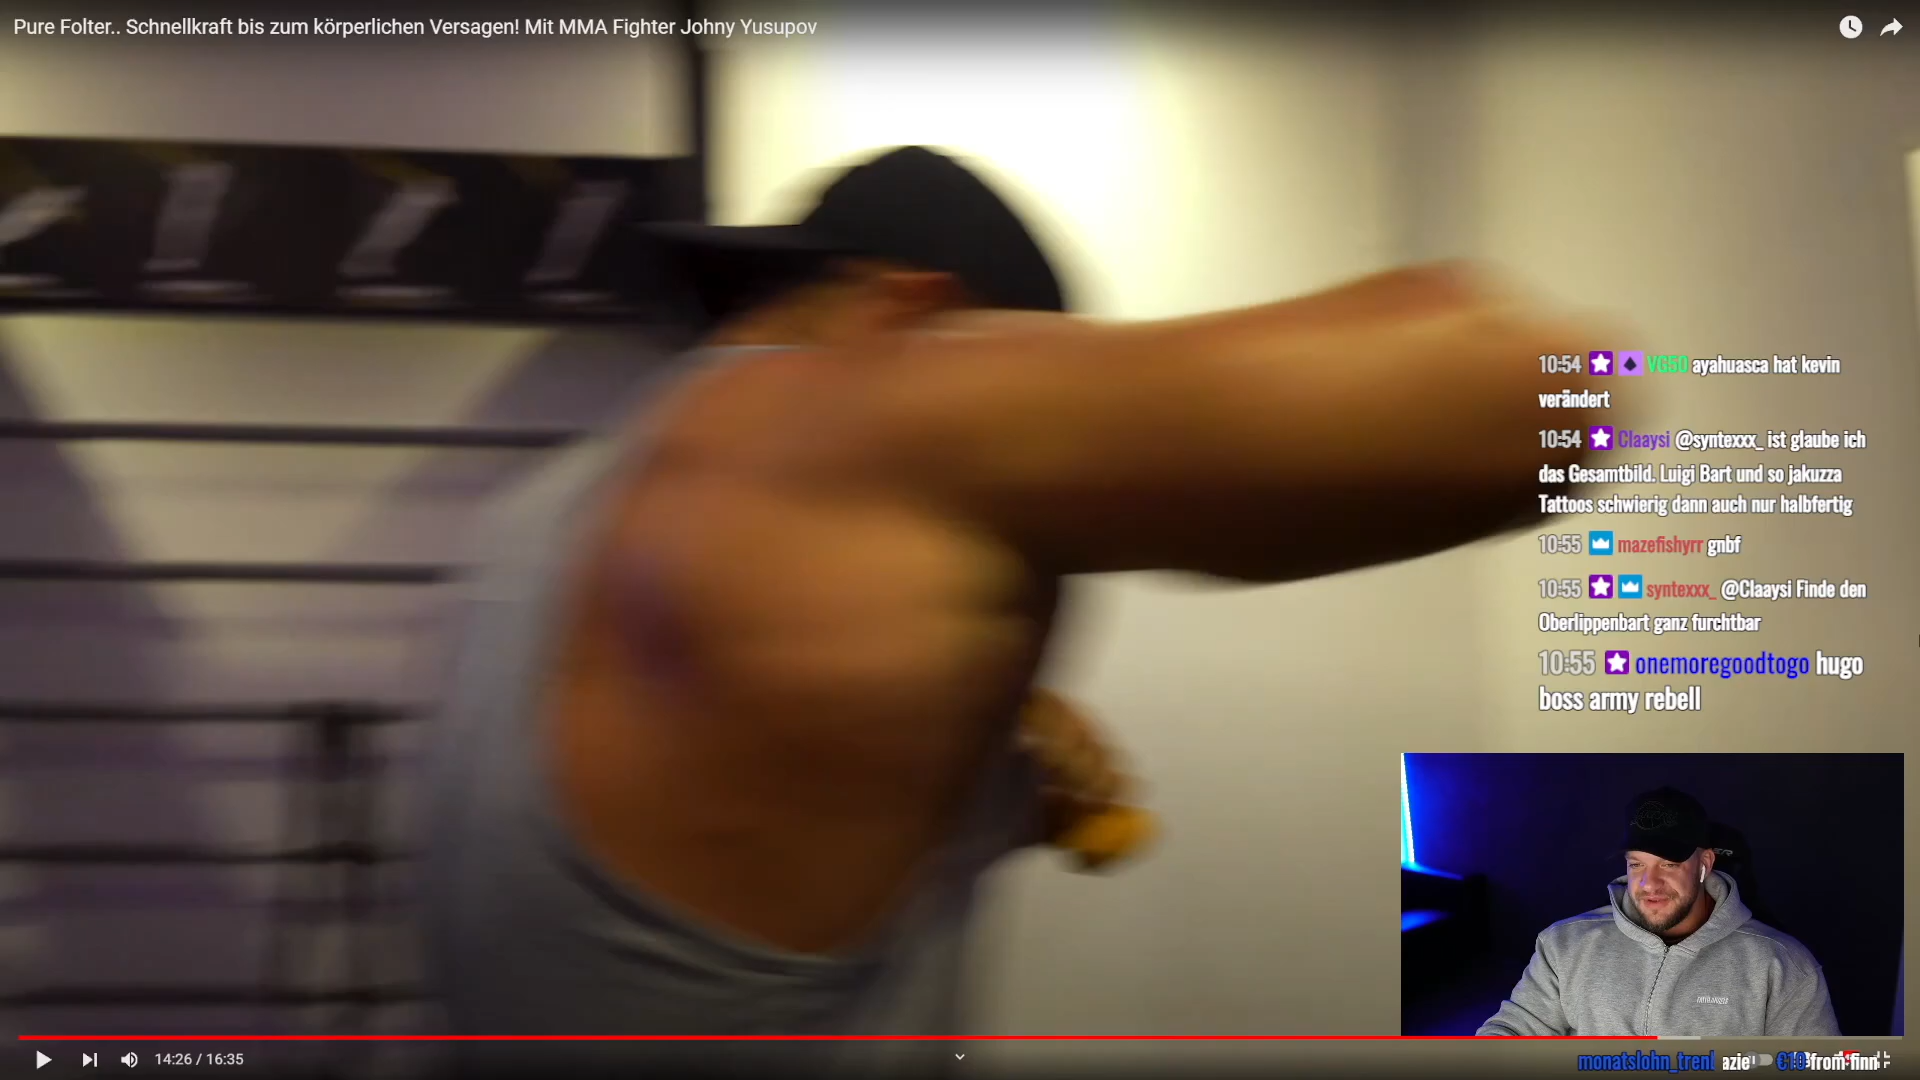 Pure Folter.. Schnellkraft bis zum körperlichen Versagen! Mit MMA Fighter Johny Yusupov
10:54 VG50 ayahuasca hat kevin
verändert
10:54 Claaysi @syntexxx_ ist glaube ich
das Gesamtbild. Luigi Bart und so jakuzza
Tattoos schwierig dann auch nur halbfertig
10:55 mazefishyrr gnbf
10:55 syntexxx_ @Claaysi Finde den
Oberlippenbart ganz furchtbar
10:55 onemoregoodtogo hugo
boss army rebell
14:26 / 16:35
from finn